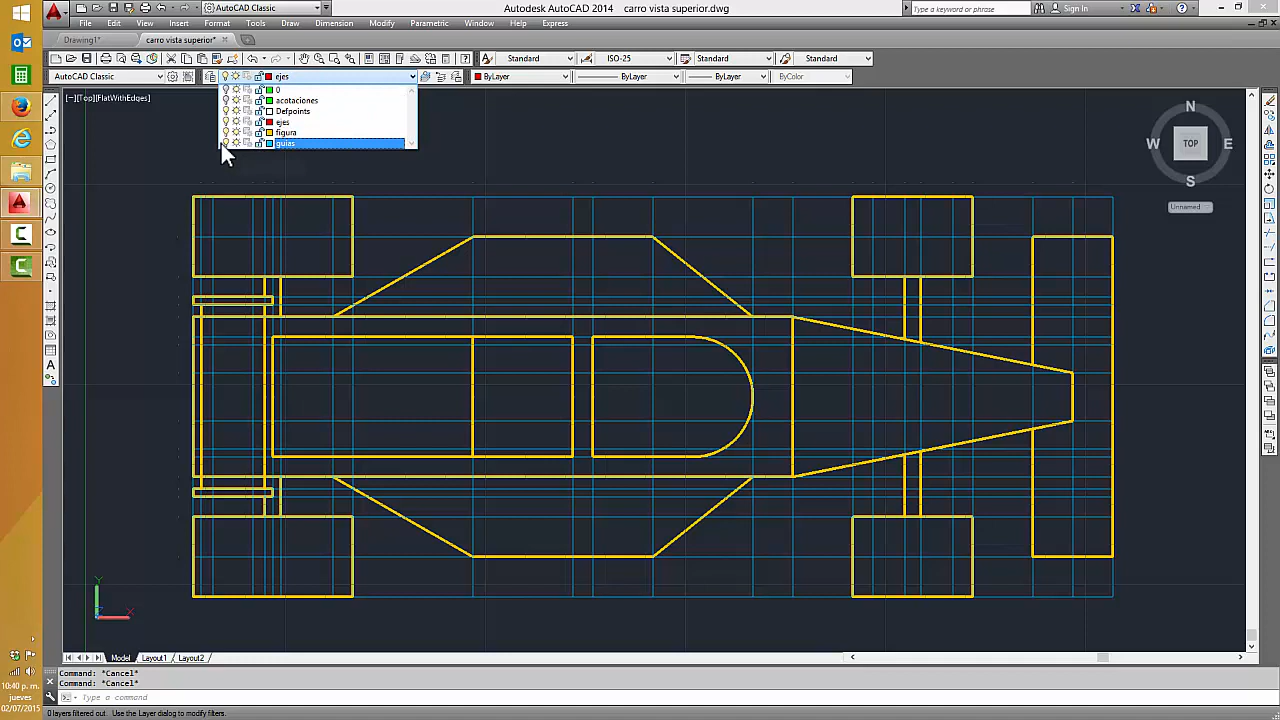 AutoCAD Classic
Autodesk AutoCAD 2014 carro vista superior.dwg
Type a keyword or phrase
Sign In
File Edit View Insert Format Tools Draw Dimension Modify Parametric Window Help Express
Drawing1* carro vista superior*
Standard ISO-25 Standard Standard
AutoCAD Classic ejes ByLayer ByLayer ByLayer ByColor
0
acotaciones
Defpoints
ejes
figura
guias
[−][Top][FlatWithEdges]
N
W TOP E
S
Unnamed
Y
X
Model Layout1 Layout2
Command: *Cancel*
Command: *Cancel*
Type a command
0 layers filtered out. Use the Layer dialog to modify filters.
10:40 p. m.
jueves
02/07/2015